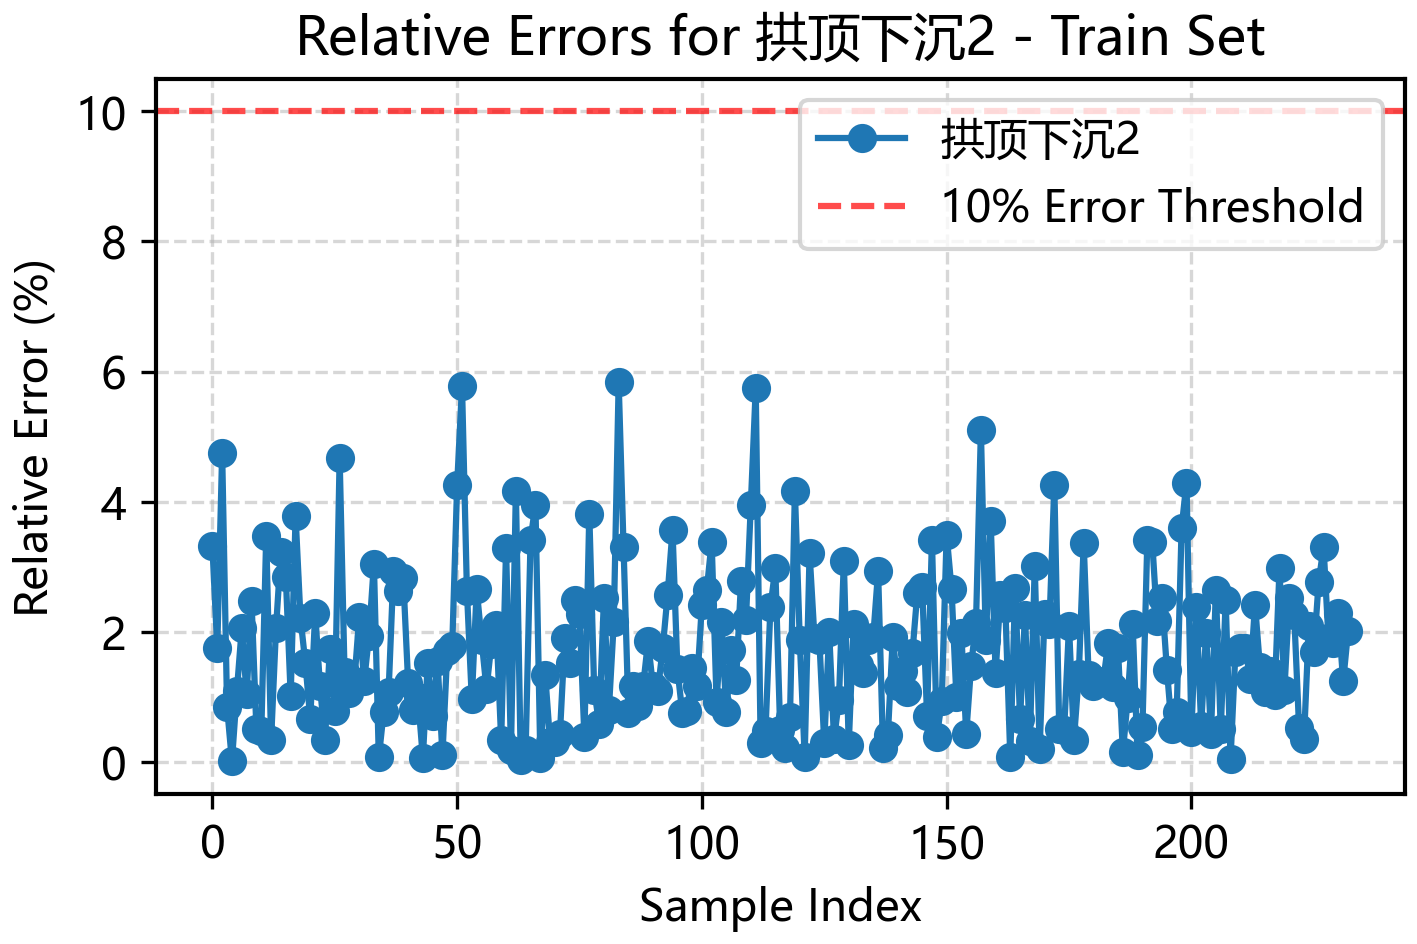 Relative Errors for 拱顶下沉2 - Train Set
拱顶下沉2
10% Error Threshold
Relative Error (%)
10
8
6
4
2
0
0
50
100
150
200
Sample Index